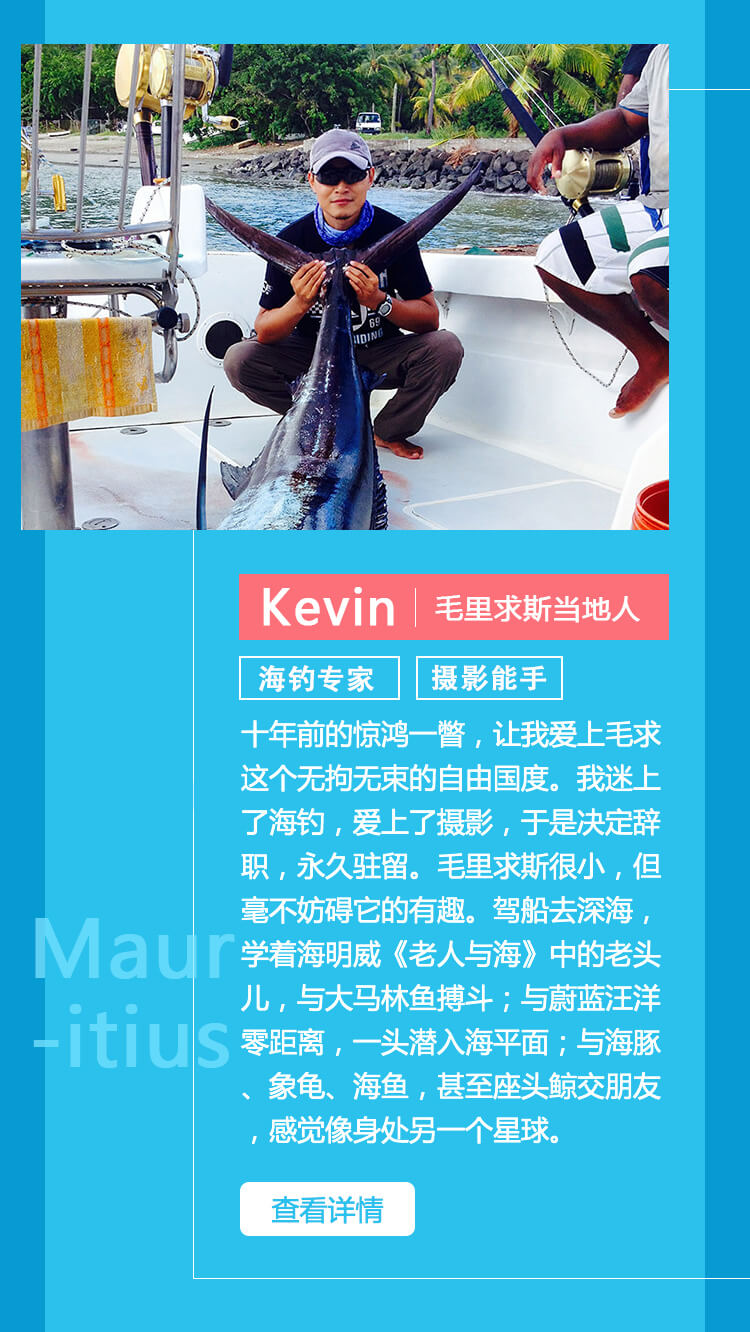 Kevin 毛里求斯当地人
海钓专家 摄影能手
十年前的惊鸿一瞥，让我爱上毛求
这个无拘无束的自由国度。我迷上
了海钓，爱上了摄影，于是决定辞
职，永久驻留。毛里求斯很小，但
毫不妨碍它的有趣。驾船去深海，
学着海明威《老人与海》中的老头
儿，与大马林鱼搏斗；与蔚蓝汪洋
零距离，一头潜入海平面；与海豚
、象龟、海鱼，甚至座头鲸交朋友
，感觉像身处另一个星球。
Maur
-itius
查看详情